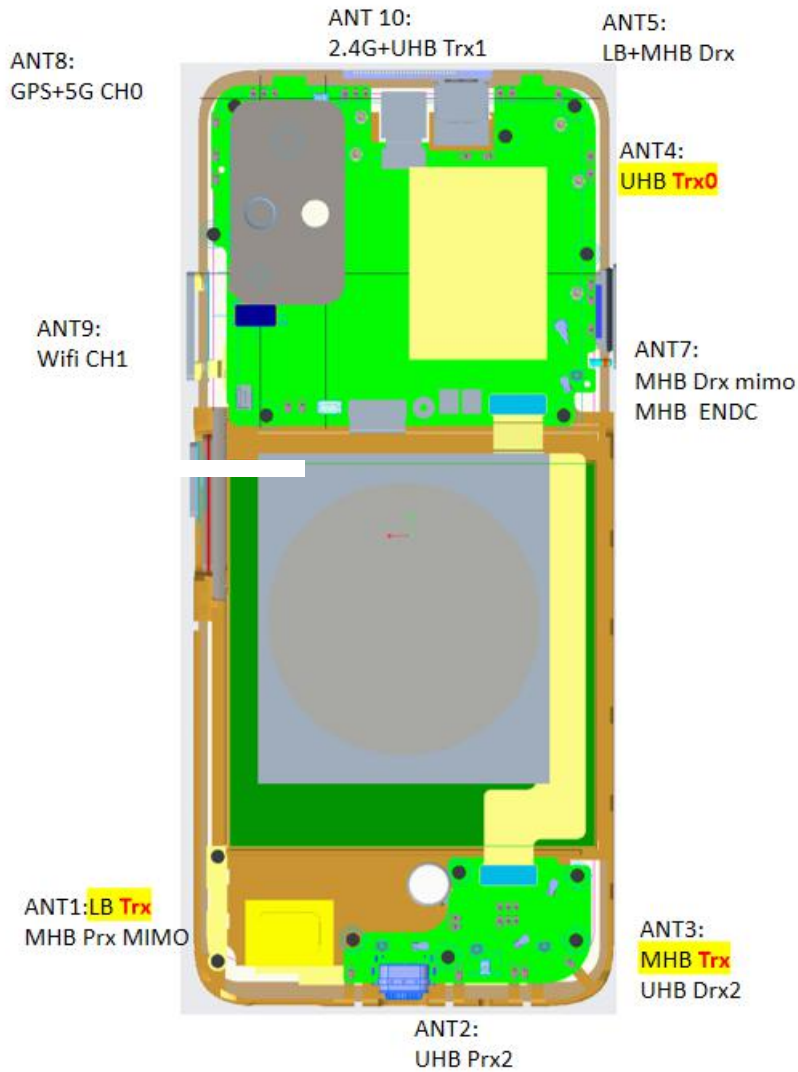 ANT 10:
2.4G+UHB Trx1
ANT5:
LB+MHB Drx
ANT8:
GPS+5G CH0
ANT4:
UHB Trx0
ANT9:
Wifi CH1
ANT7:
MHB Drx mimo
MHB ENDC
ANT1:LB Trx
MHB Prx MIMO
ANT3:
MHB Trx
UHB Drx2
ANT2:
UHB Prx2